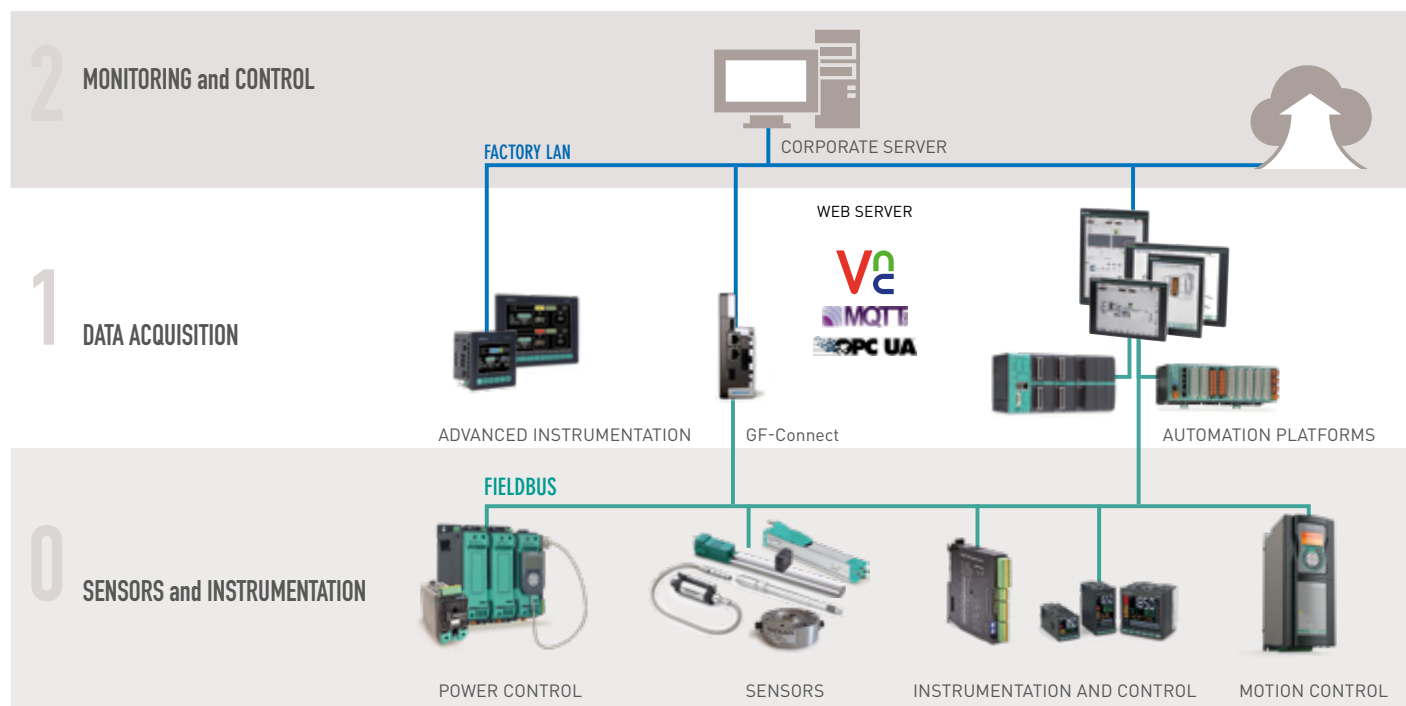 2
MONITORING and CONTROL
CORPORATE SERVER
FACTORY LAN
WEB SERVER
VNC
1
DATA ACQUISITION
MQTT
OPC UA
ADVANCED INSTRUMENTATION
GF-Connect
AUTOMATION PLATFORMS
FIELDBUS
0
SENSORS and INSTRUMENTATION
POWER CONTROL
SENSORS
INSTRUMENTATION AND CONTROL
MOTION CONTROL